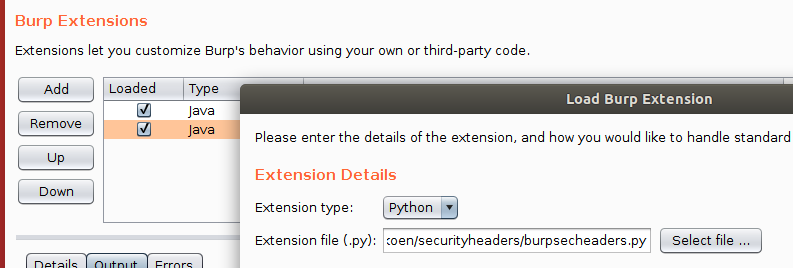 Burp Extensions
Extensions let you customize Burp's behavior using your own or third-party code.
Add
Loaded Type
Java
Remove
Java
Up
Down
Load Burp Extension
Please enter the details of the extension, and how you would like to handle standard
Extension Details
Extension type: Python
Extension file (.py): oen/securityheaders/burpsecheaders.py Select file ...
Details Output Errors